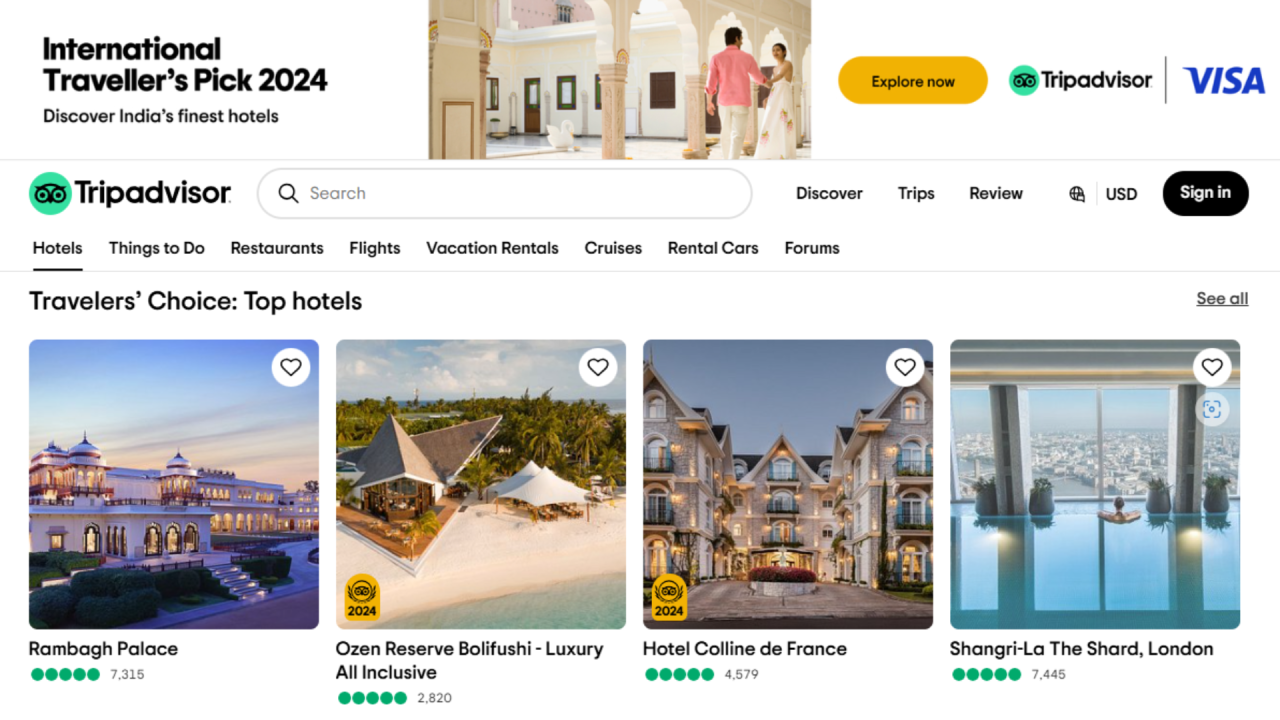 International
Traveller's Pick 2024
Discover India's finest hotels
Explore now
Tripadvisor
VISA
Tripadvisor
Search
Discover
Trips
Review
USD
Sign in
Hotels
Things to Do
Restaurants
Flights
Vacation Rentals
Cruises
Rental Cars
Forums
Travelers' Choice: Top hotels
See all
2024
2024
Rambagh Palace
7,315
Ozen Reserve Bolifushi - Luxury
All Inclusive
2,820
Hotel Colline de France
4,579
Shangri-La The Shard, London
7,445